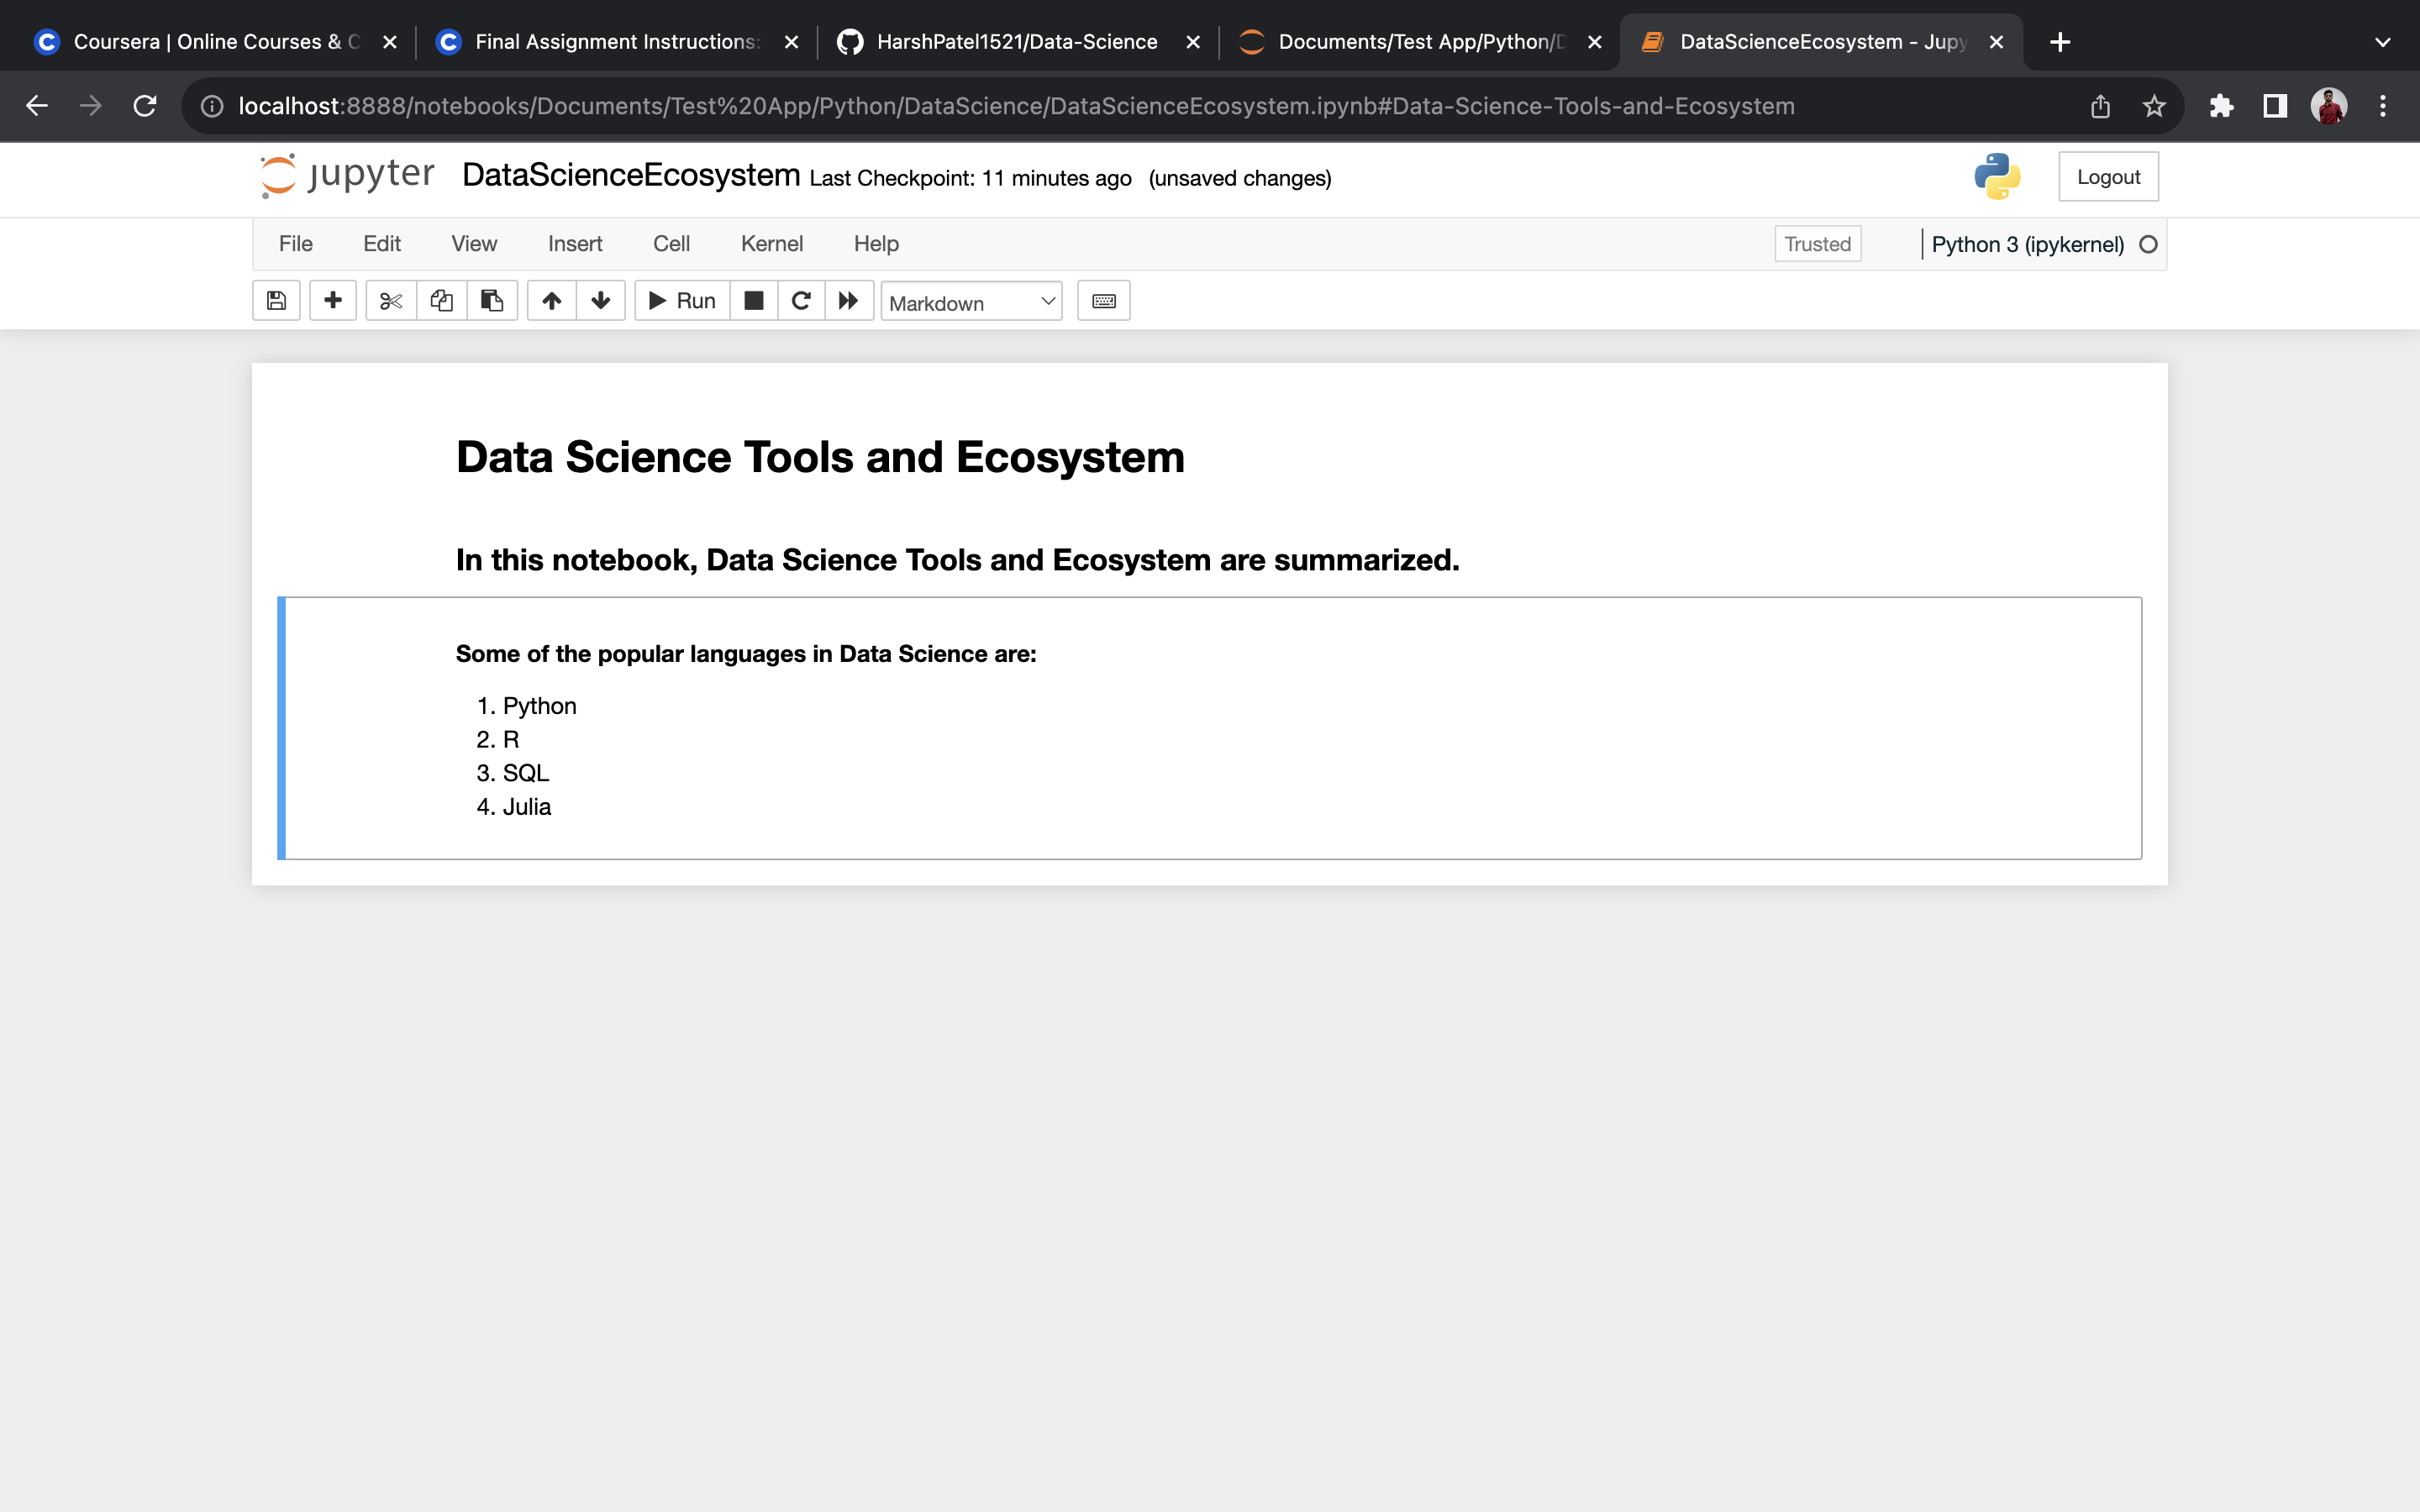 Coursera | Online Courses &
Final Assignment Instructions:
HarshPatel1521/Data-Science
Documents/Test App/Python/
DataScienceEcosystem - Jupy
localhost:8888/notebooks/Documents/Test%20App/Python/DataScience/DataScienceEcosystem.ipynb#Data-Science-Tools-and-Ecosystem
jupyter DataScienceEcosystem Last Checkpoint: 11 minutes ago (unsaved changes)
Logout
File Edit View Insert Cell Kernel Help Trusted Python 3 (ipykernel)
Run Markdown
Data Science Tools and Ecosystem
In this notebook, Data Science Tools and Ecosystem are summarized.
Some of the popular languages in Data Science are:
1. Python
2. R
3. SQL
4. Julia